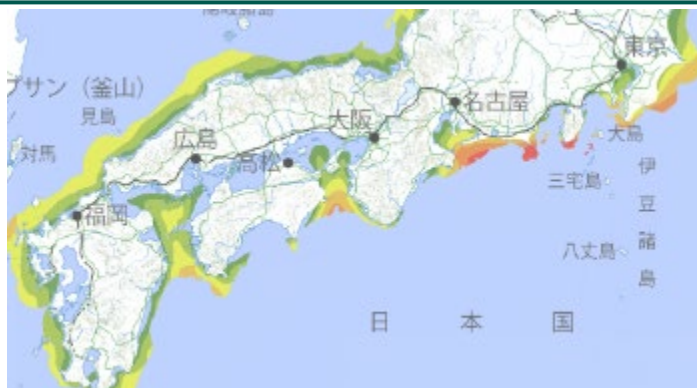 東京
プサン（釜山）
見島
名古屋
大阪
広島
高松
対馬
大島
三宅島
伊豆諸島
福岡
八丈島
日本国